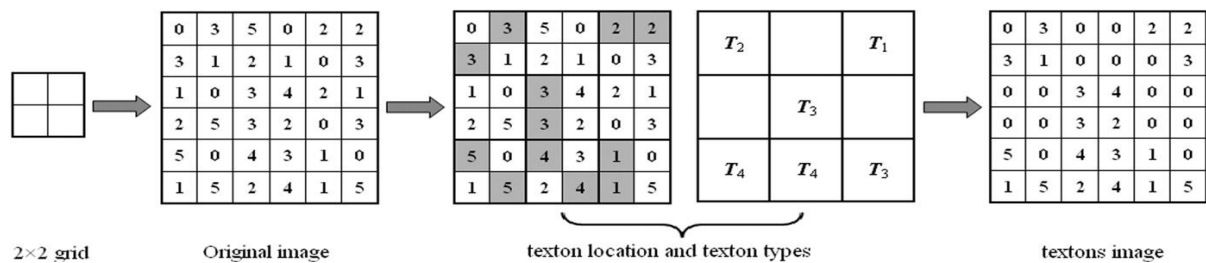 0 3 5 0 2 2
3 1 2 1 0 3
1 0 3 4 2 1
2 5 3 2 0 3
5 0 4 3 1 0
1 5 2 4 1 5
0 3 5 0 2 2
3 1 2 1 0 3
1 0 3 4 2 1
2 5 3 2 0 3
5 0 4 3 1 0
1 5 2 4 1 5
T₂ T₁
T₃
T₄ T₄ T₃
0 3 0 0 2 2
3 1 0 0 0 3
0 0 3 4 0 0
0 0 3 2 0 0
5 0 4 3 1 0
1 5 2 4 1 5
2×2 grid
Original image
texton location and texton types
textons image